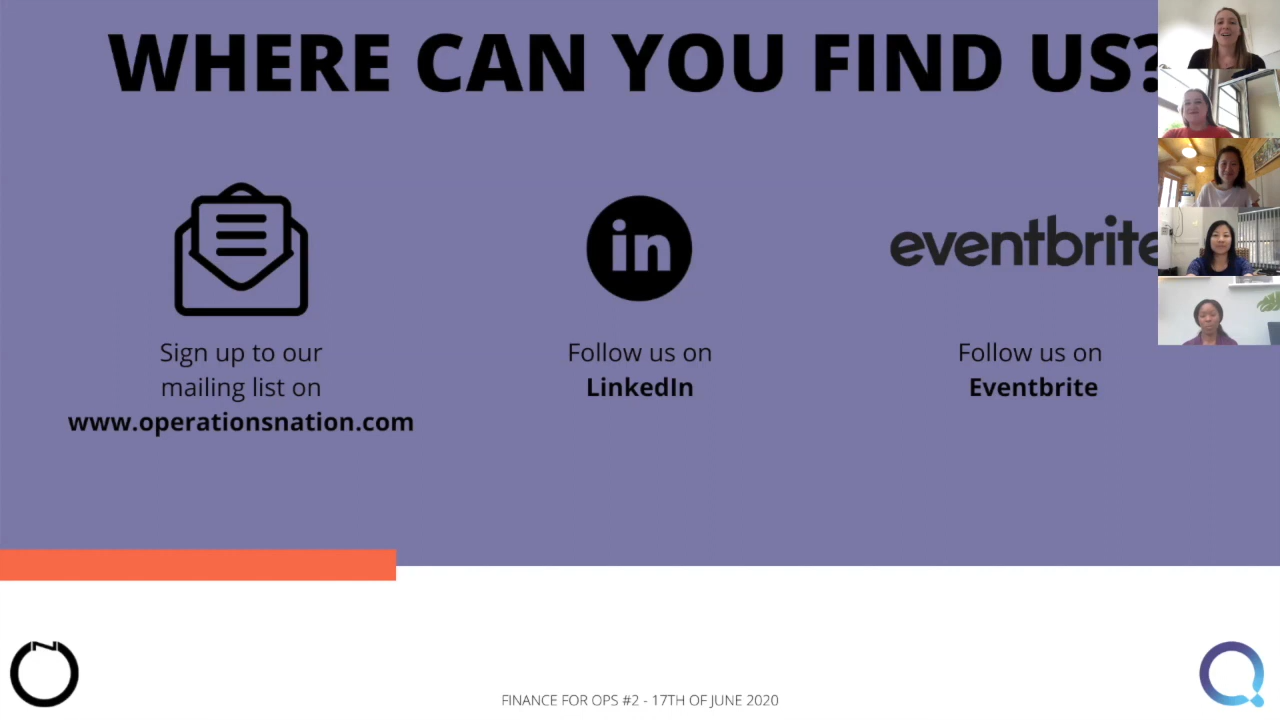 WHERE CAN YOU FIND US?
in
eventbrite
Sign up to our
mailing list on
www.operationsnation.com
Follow us on
LinkedIn
Follow us on
Eventbrite
FINANCE FOR OPS #2 - 17TH OF JUNE 2020